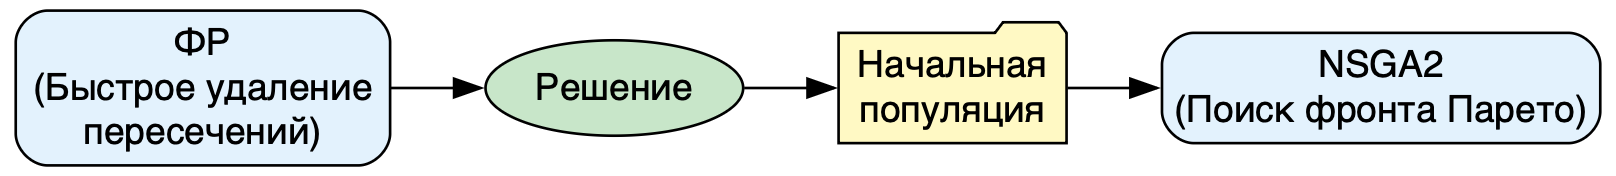 ФР
(Быстрое удаление
пересечений)
Решение
Начальная
популяция
NSGA2
(Поиск фронта Парето)